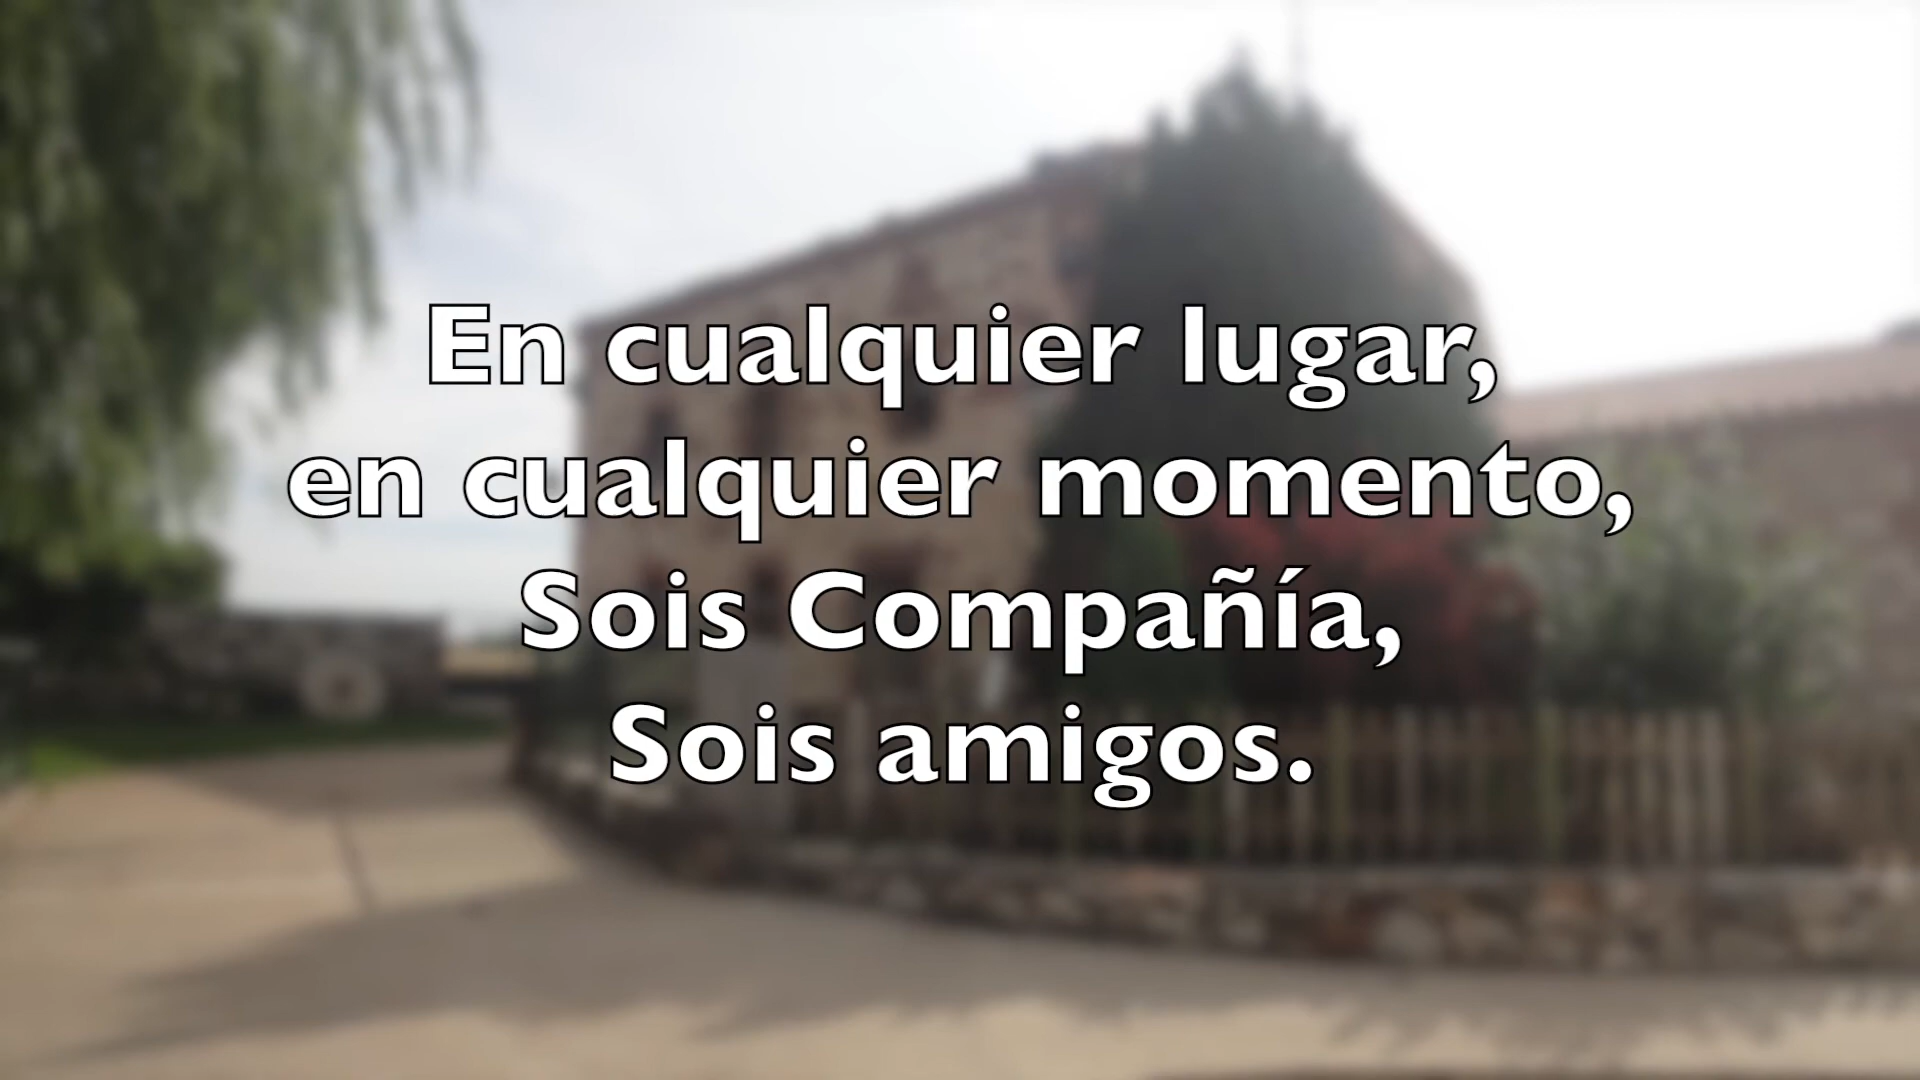 En cualquier lugar,
en cualquier momento,
Sois Compañía,
Sois amigos.